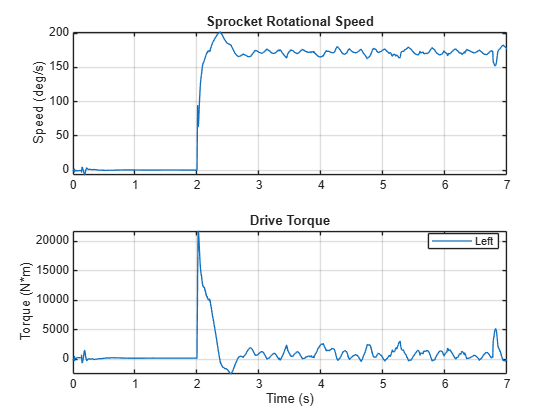 Sprocket Rotational Speed
Speed (deg/s)
200
150
100
50
0
0 1 2 3 4 5 6 7
Drive Torque
Left
Torque (N*m)
20000
15000
10000
5000
0
0 1 2 3 4 5 6 7
Time (s)